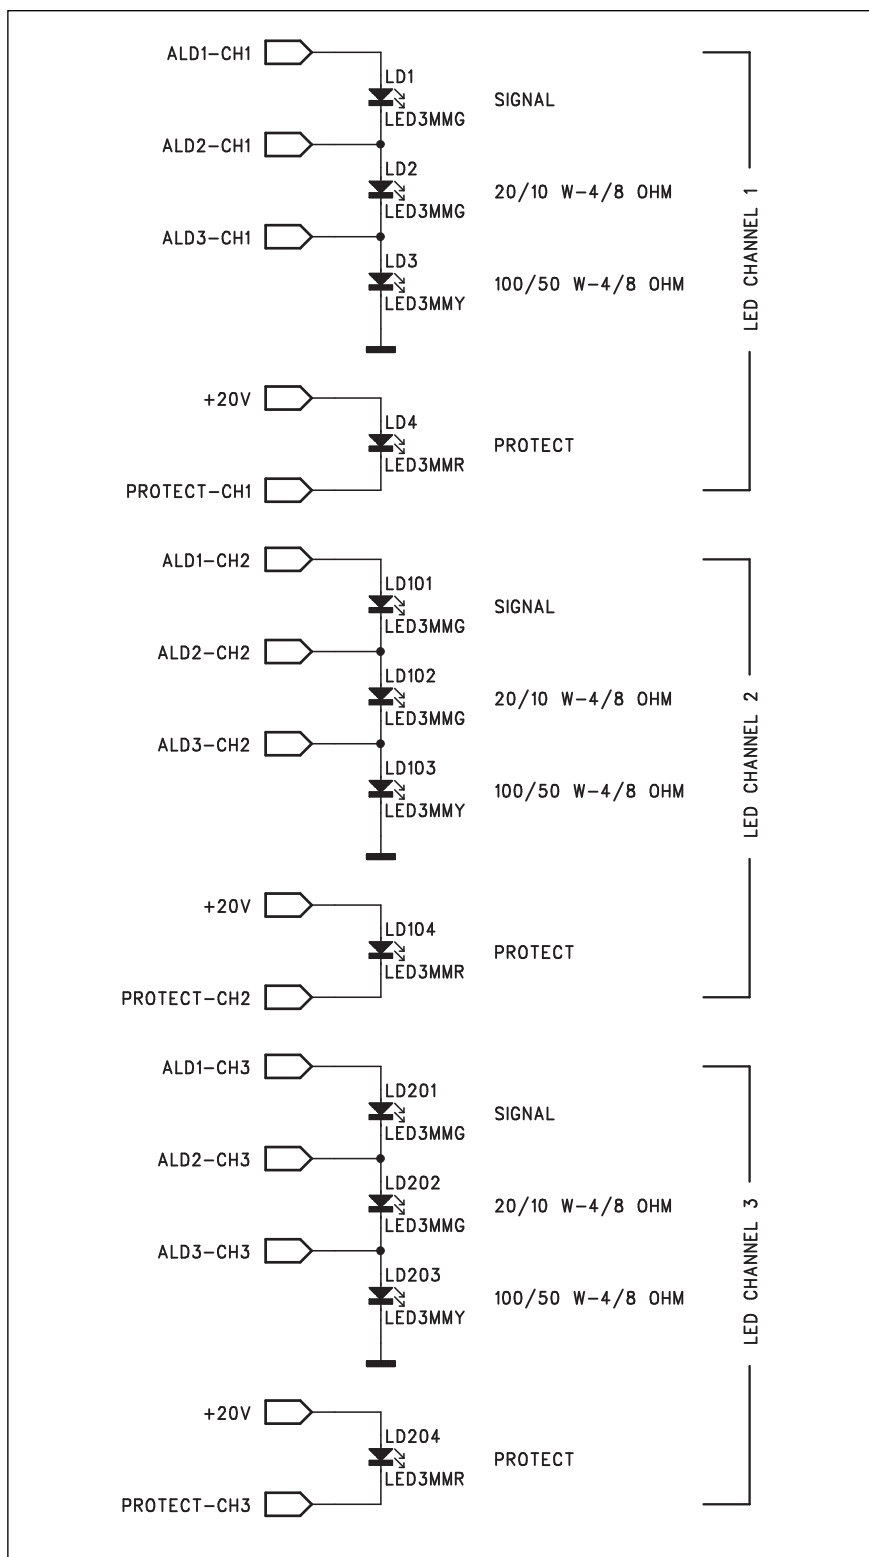 ALD1-CH1
LD1
SIGNAL
LED3MMG
ALD2-CH1
LD2
20/10 W-4/8 OHM
LED3MMG
ALD3-CH1
LD3
100/50 W-4/8 OHM
LED3MMY
LED CHANNEL 1
+20V
LD4
PROTECT
LED3MMR
PROTECT-CH1
ALD1-CH2
LD101
SIGNAL
LED3MMG
ALD2-CH2
LD102
20/10 W-4/8 OHM
LED3MMG
ALD3-CH2
LD103
100/50 W-4/8 OHM
LED3MMY
LED CHANNEL 2
+20V
LD104
PROTECT
LED3MMR
PROTECT-CH2
ALD1-CH3
LD201
SIGNAL
LED3MMG
ALD2-CH3
LD202
20/10 W-4/8 OHM
LED3MMG
ALD3-CH3
LD203
100/50 W-4/8 OHM
LED3MMY
LED CHANNEL 3
+20V
LD204
PROTECT
LED3MMR
PROTECT-CH3